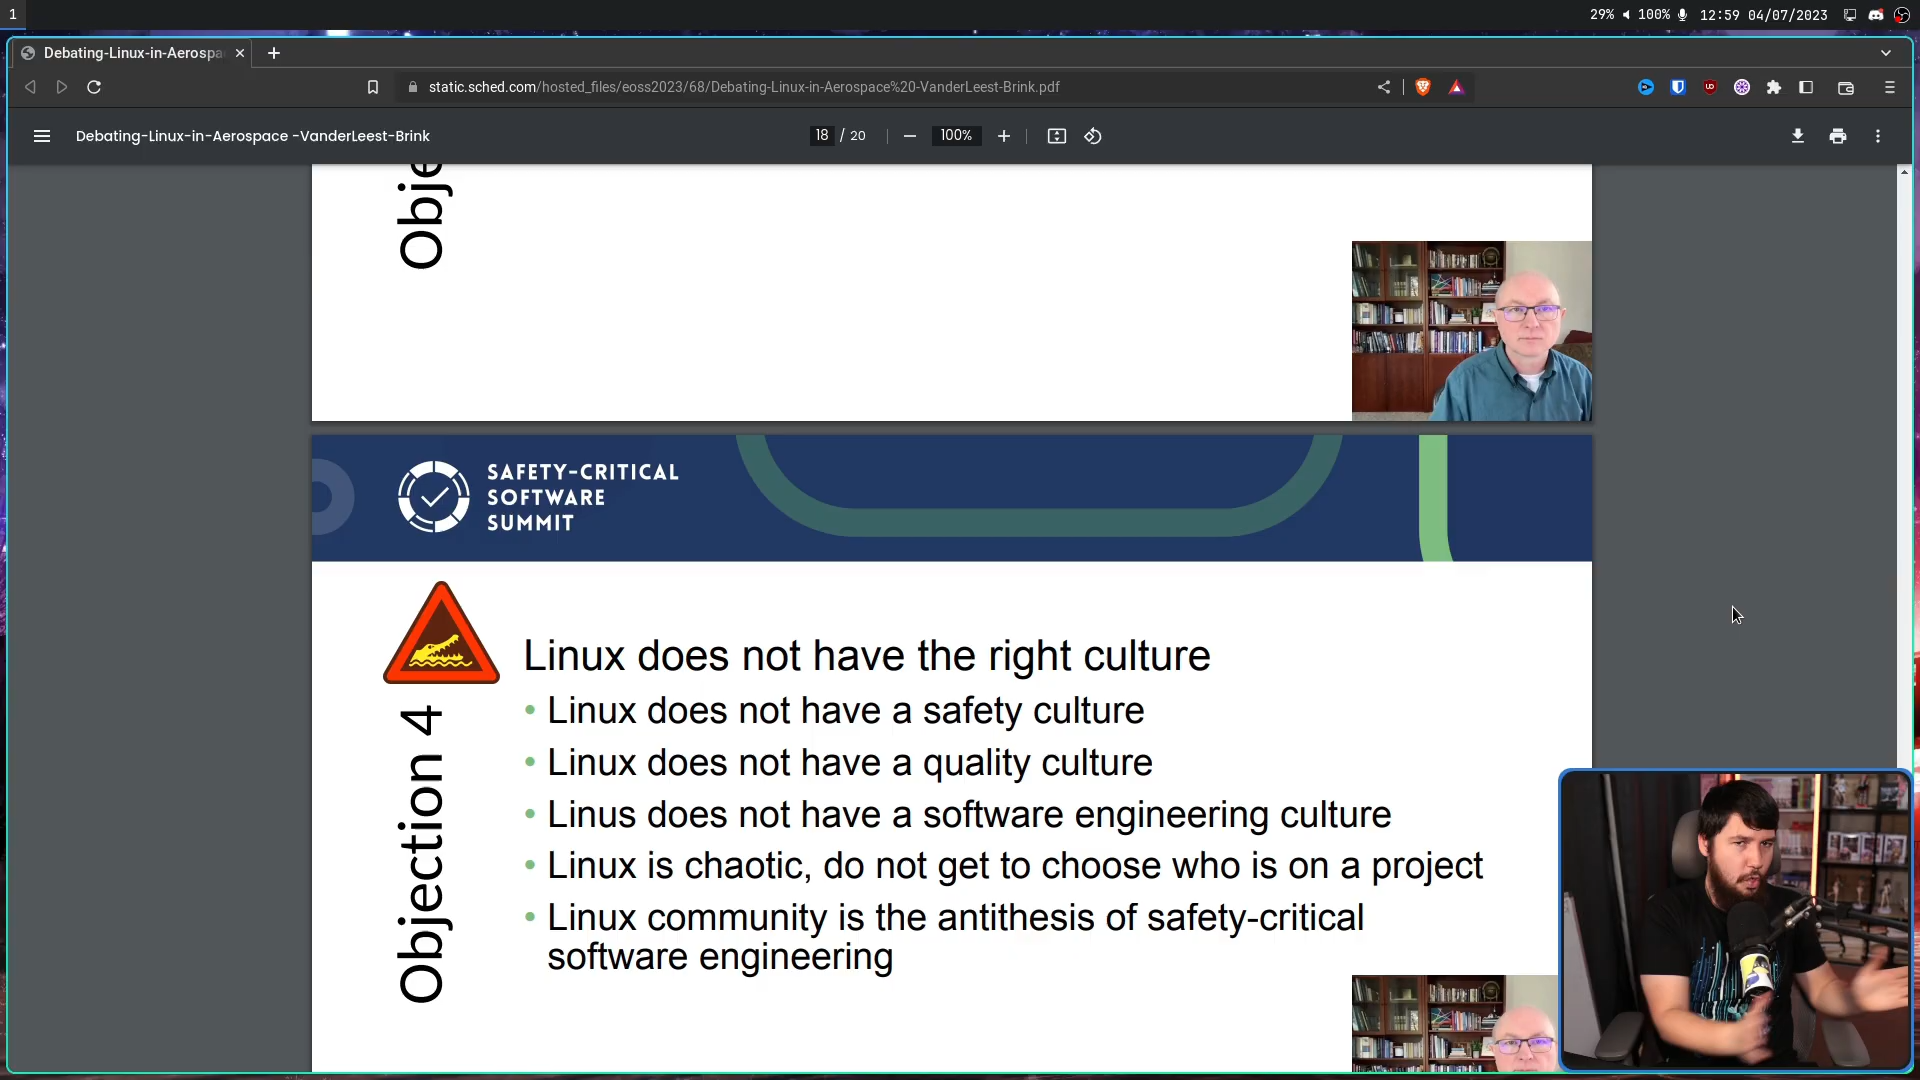 1
29% 100% 12:59 04/07/2023
Debating-Linux-in-Aerospa
static.sched.com/hosted_files/eoss2023/68/Debating-Linux-in-Aerospace%20-VanderLeest-Brink.pdf
Debating-Linux-in-Aerospace -VanderLeest-Brink
18 / 20
100%
Obje
SAFETY-CRITICAL
SOFTWARE
SUMMIT
Objection 4
Linux does not have the right culture
• Linux does not have a safety culture
• Linux does not have a quality culture
• Linus does not have a software engineering culture
• Linux is chaotic, do not get to choose who is on a project
• Linux community is the antithesis of safety-critical
software engineering